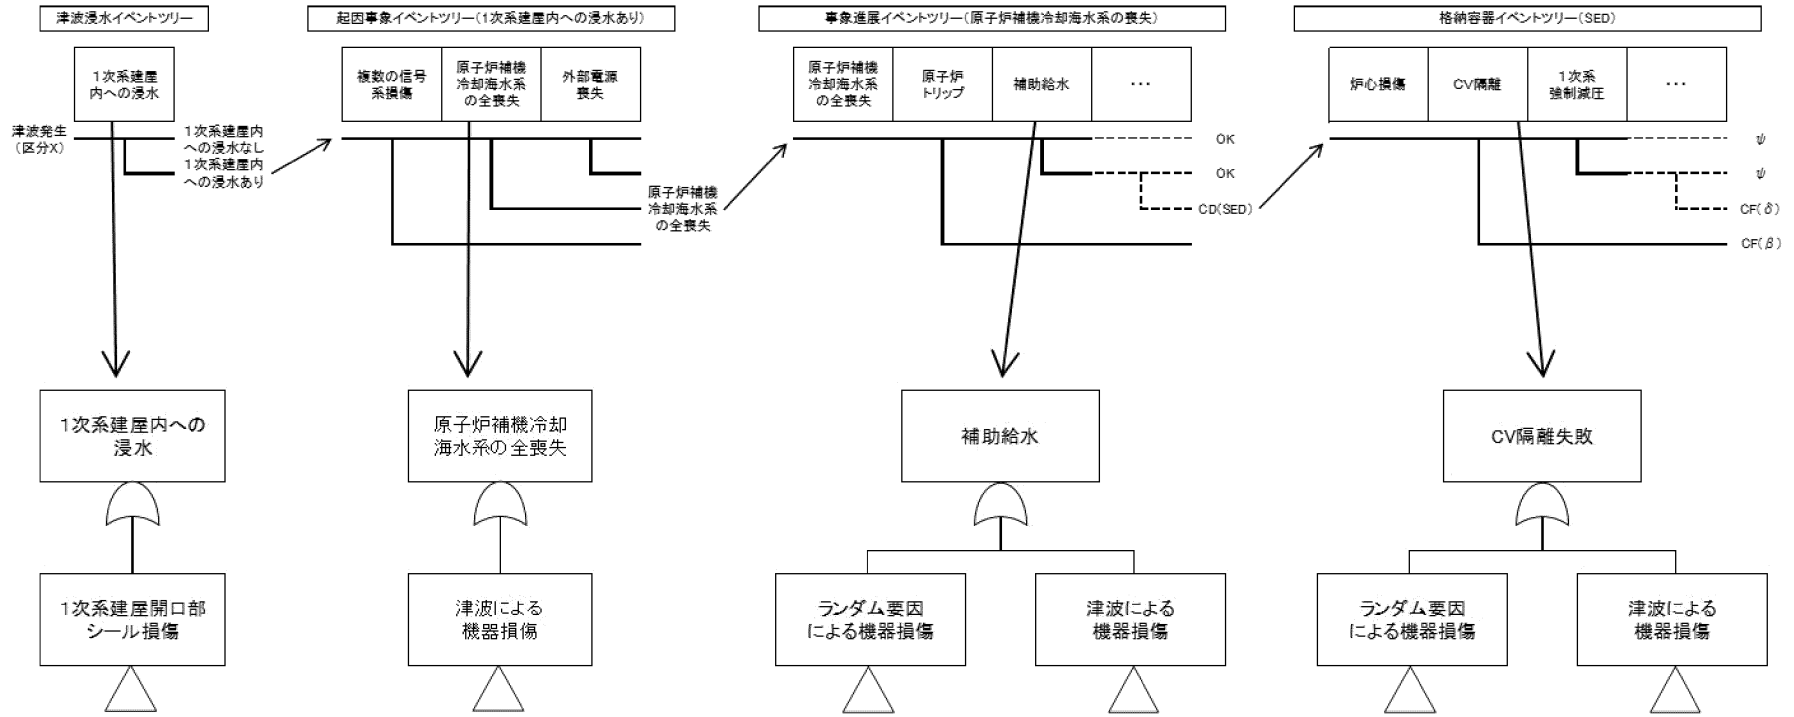 津波浸水イベントツリー
起因事象イベントツリー(1次系建屋内への浸水あり)
事象進展イベントツリー(原子炉補機冷却海水系の喪失)
格納容器イベントツリー(SED)
1次系建屋
内への浸水
複数の信号
系損傷
原子炉補機
冷却海水系
の全喪失
外部電源
喪失
原子炉補機
冷却海水系
の全喪失
原子炉
トリップ
補助給水
・・・
炉心損傷
CV隔離
1次系
強制減圧
・・・
津波発生
(区分X)
1次系建屋内
への浸水なし
1次系建屋内
への浸水あり
原子炉補機
冷却海水系
の全喪失
OK
OK
CD(SED)
ψ
ψ
CF(δ)
CF(β)
1次系建屋内への
浸水
原子炉補機冷却
海水系の全喪失
補助給水
CV隔離失敗
1次系建屋開口部
シール損傷
津波による
機器損傷
ランダム要因
による機器損傷
津波による
機器損傷
ランダム要因
による機器損傷
津波による
機器損傷